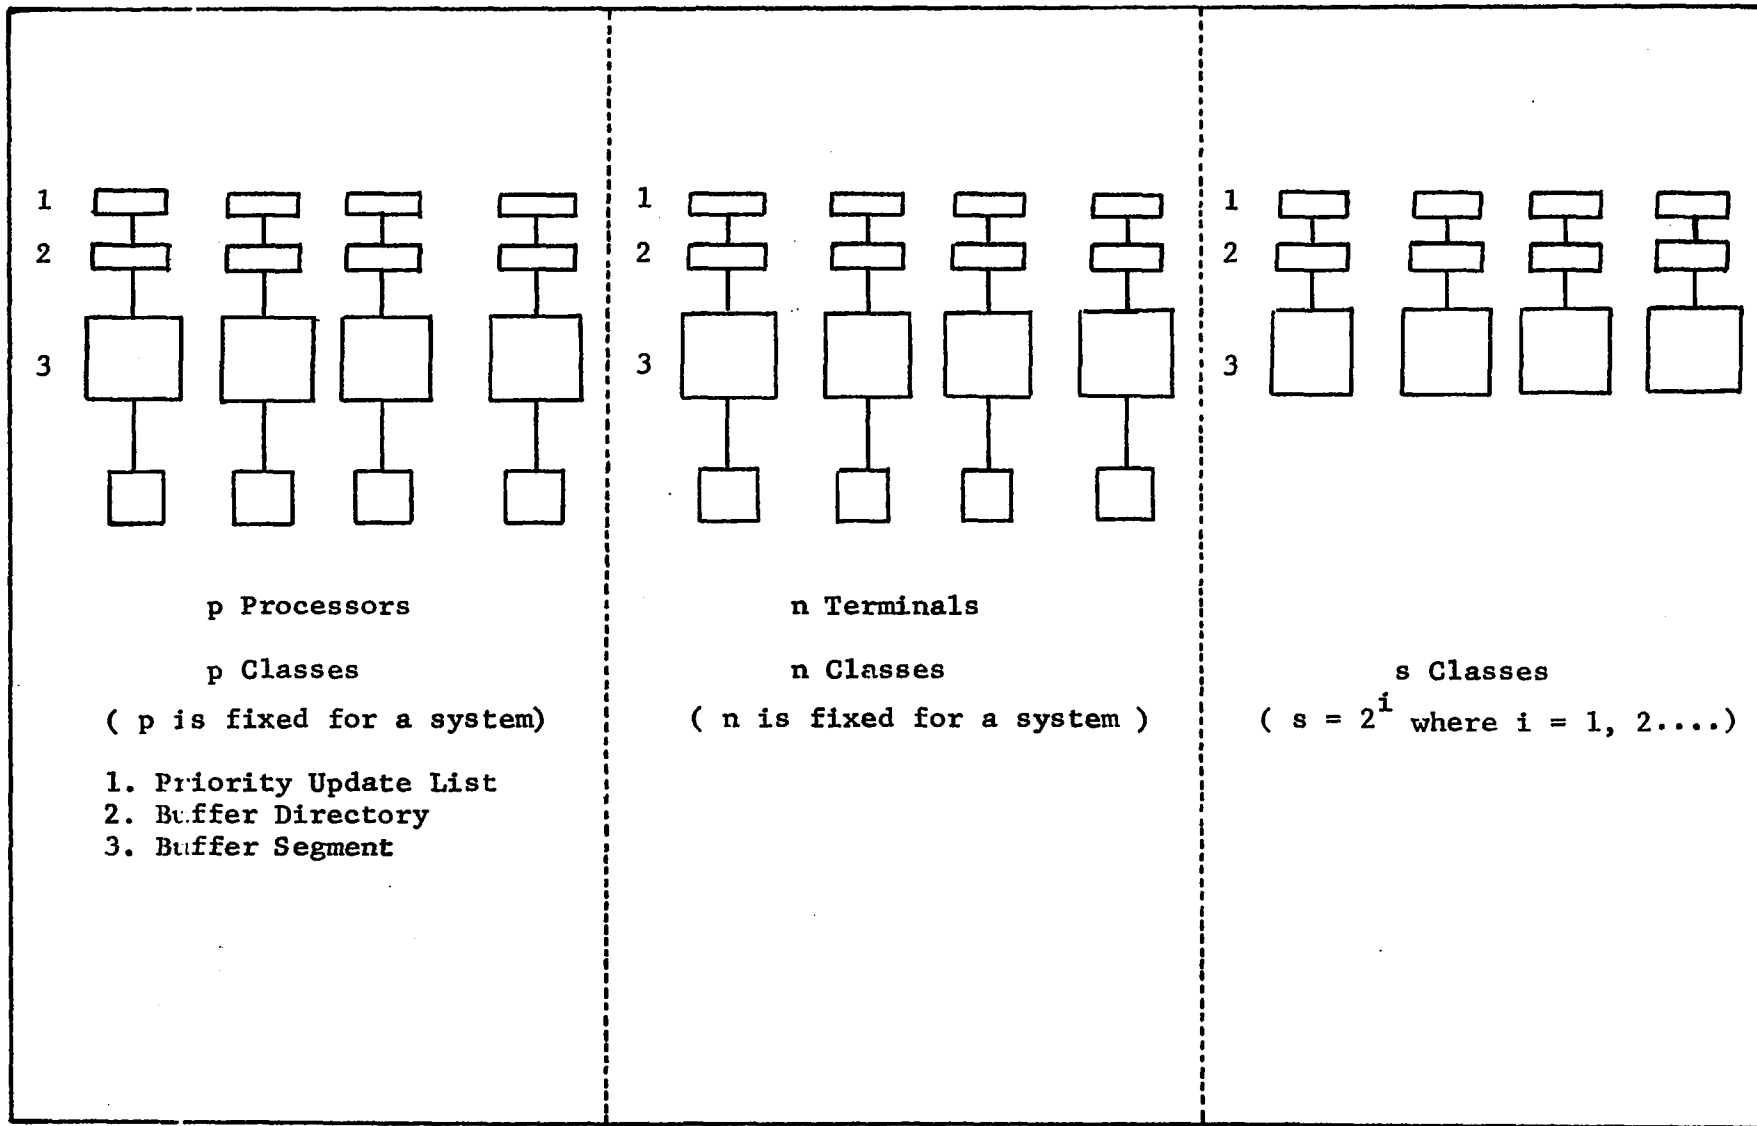 1
2
3
p Processors
p Classes
( p is fixed for a system)
1. Priority Update List
2. Buffer Directory
3. Buffer Segment
1
2
3
n Terminals
n Classes
( n is fixed for a system )
1
2
3
s Classes
( s = 2^i where i = 1, 2....)